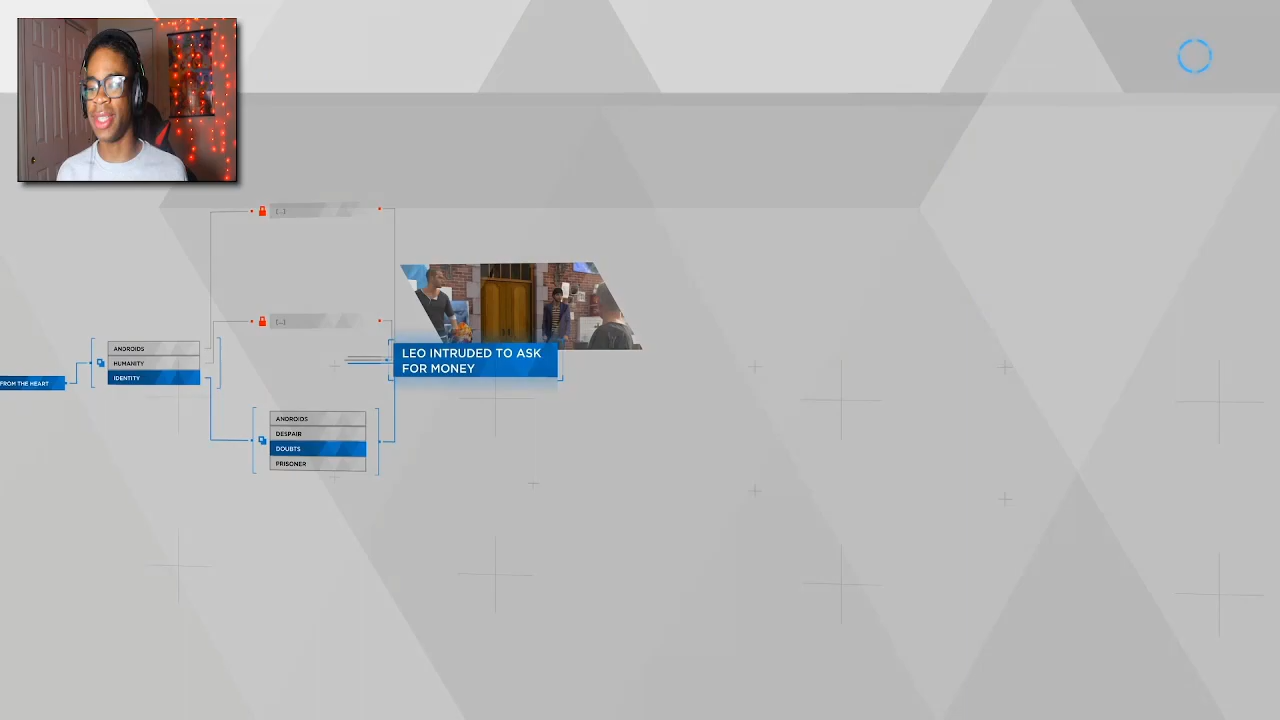 [...]
[...]
ANDROIDS
HUMANITY
IDENTITY
FROM THE HEART
LEO INTRUDED TO ASK
FOR MONEY
ANDROIDS
DESPAIR
DOUBTS
PRISONER